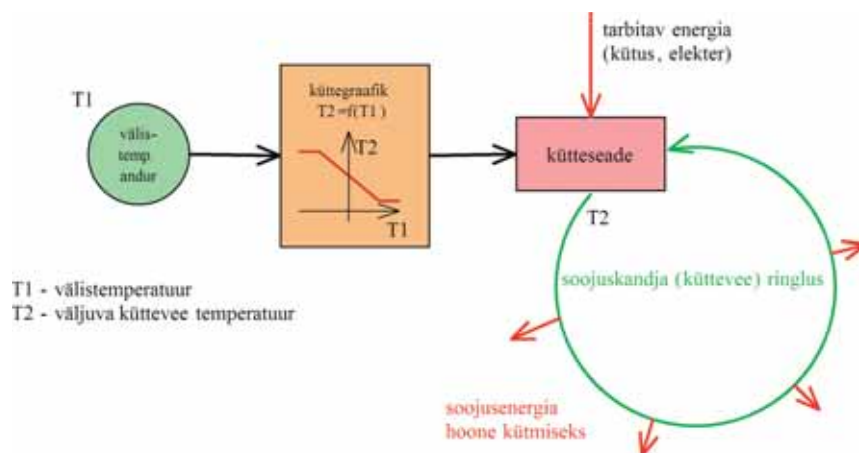 tarbitav energia
(kütus, elekter)
T1
välis-
temp
andur
küttegraafik
T2=f(T1)
T2
T1
kütteseade
T2
soojuskandja (küttevee) ringlus
T1 - välistemperatuur
T2 - väljuva küttevee temperatuur
soojusenergia
hoone kütmiseks